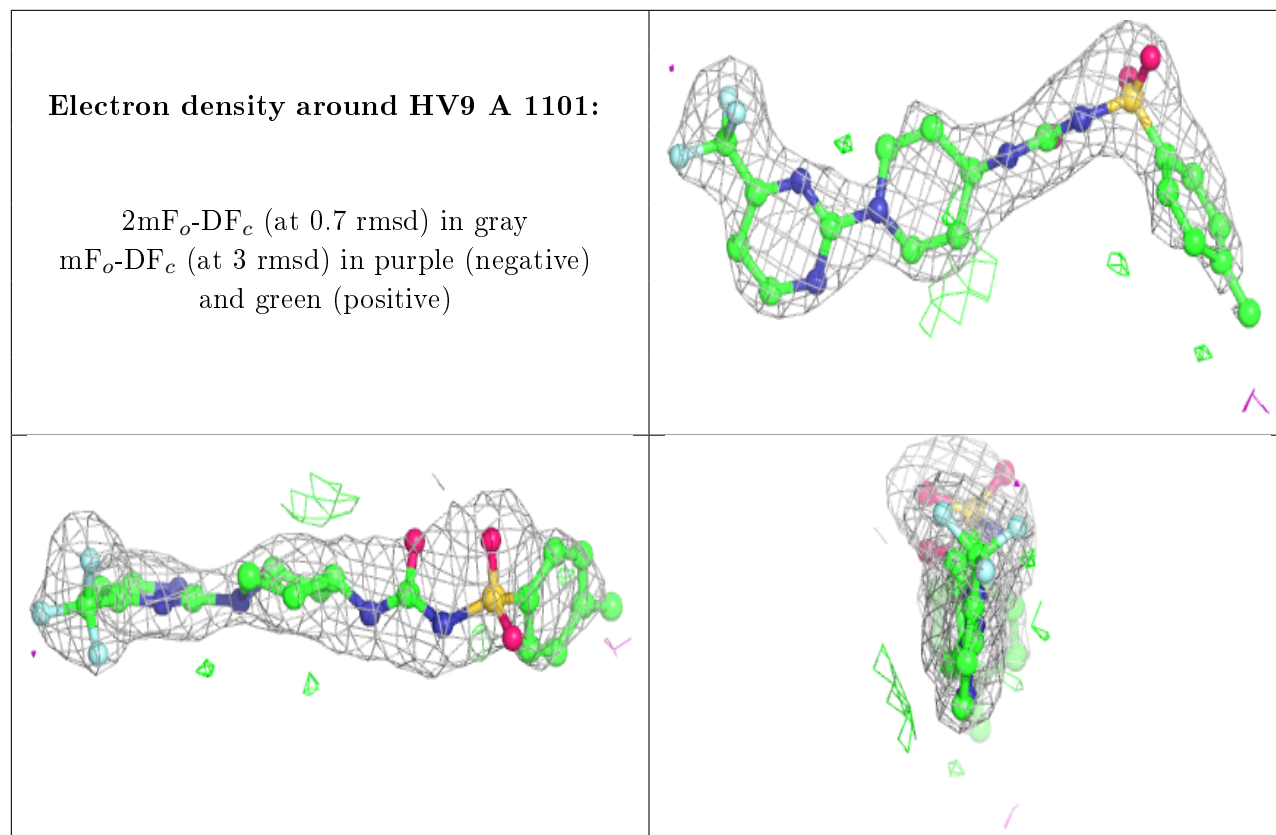 Electron density around HV9 A 1101:
2mFₒ-DF𝒸 (at 0.7 rmsd) in gray
mFₒ-DF𝒸 (at 3 rmsd) in purple (negative)
and green (positive)